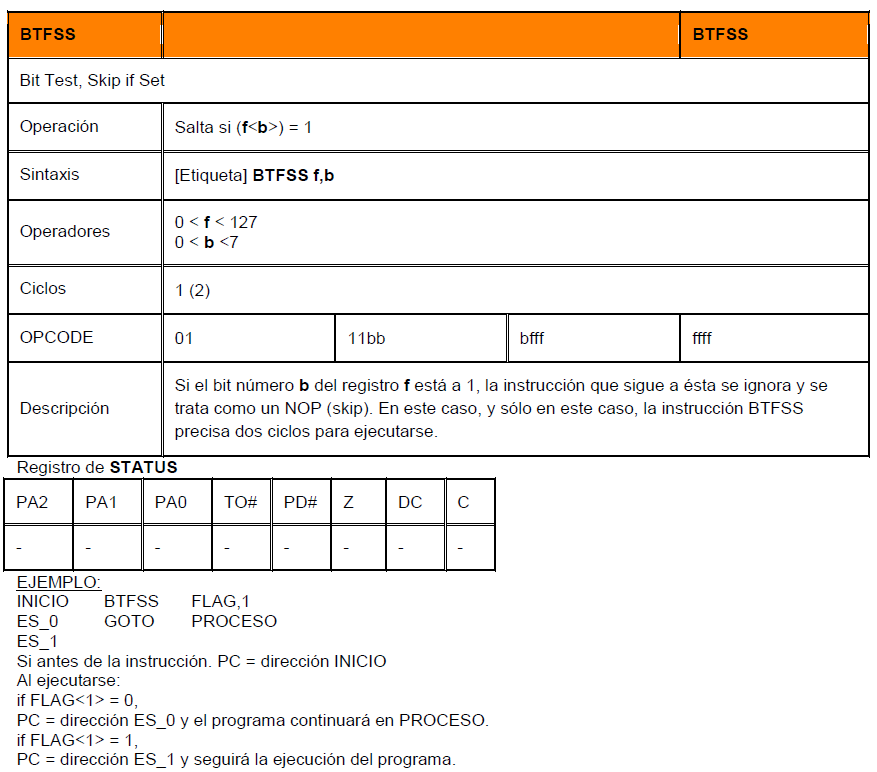 BTFSS BTFSS
Bit Test, Skip if Set
Operación Salta si (f<b>) = 1
Sintaxis [Etiqueta] BTFSS f,b
Operadores 0 < f < 127
0 < b <7
Ciclos 1 (2)
OPCODE 01 11bb bfff ffff
Descripción Si el bit número b del registro f está a 1, la instrucción que sigue a ésta se ignora y se
trata como un NOP (skip). En este caso, y sólo en este caso, la instrucción BTFSS
precisa dos ciclos para ejecutarse.
Registro de STATUS
PA2 PA1 PA0 TO# PD# Z DC C
- - - - - - - -
EJEMPLO:
INICIO BTFSS FLAG,1
ES_0 GOTO PROCESO
ES_1
Si antes de la instrucción. PC = dirección INICIO
Al ejecutarse:
if FLAG<1> = 0,
PC = dirección ES_0 y el programa continuará en PROCESO.
if FLAG<1> = 1,
PC = dirección ES_1 y seguirá la ejecución del programa.